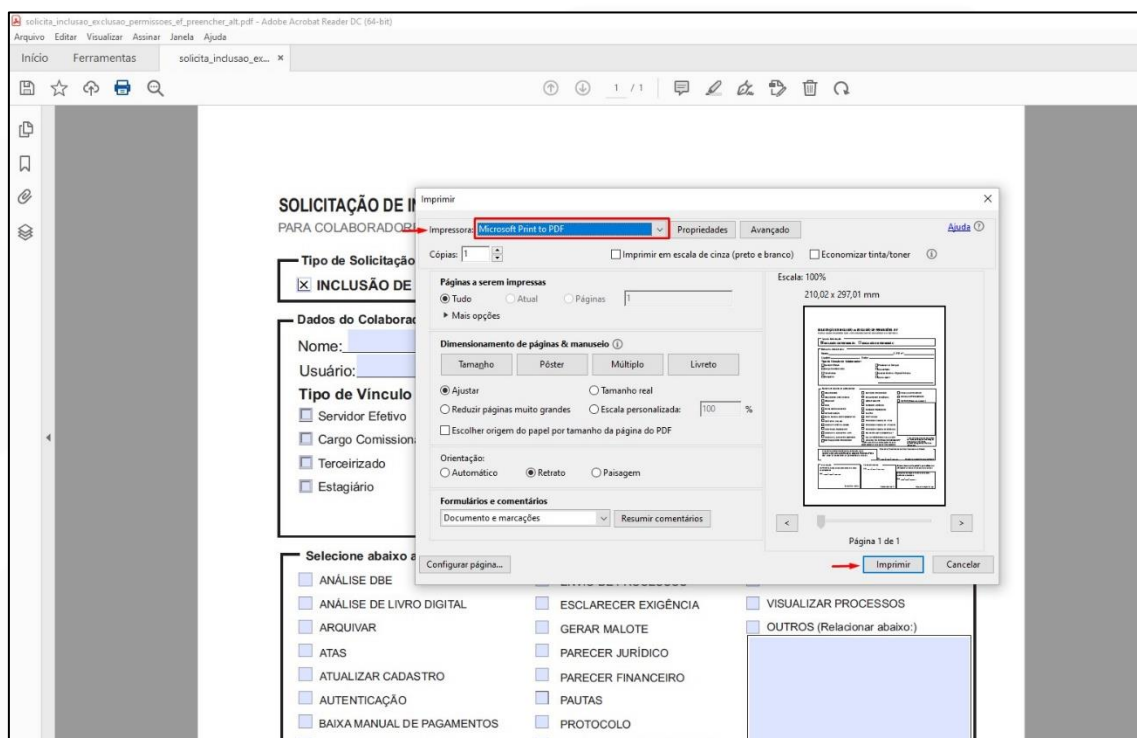 solicita_inclusao_exclusao_permissoes_ef_preencher_alt.pdf - Adobe Acrobat Reader DC (64-bit)
Arquivo Editar Visualizar Assinar Janela Ajuda
Início Ferramentas solicita_inclusao_ex... ×
1 / 1
SOLICITAÇÃO DE I
PARA COLABORADOR
Tipo de Solicitação
INCLUSÃO DE
Dados do Colaborad
Nome:
Usuário:
Tipo de Vínculo
Servidor Efetivo
Cargo Comissiona
Terceirizado
Estagiário
Selecione abaixo a
ANÁLISE DBE
ANÁLISE DE LIVRO DIGITAL
ARQUIVAR
ATAS
ATUALIZAR CADASTRO
AUTENTICAÇÃO
BAIXA MANUAL DE PAGAMENTOS
ESCLARECER EXIGÊNCIA
GERAR MALOTE
PARECER JURÍDICO
PARECER FINANCEIRO
PAUTAS
PROTOCOLO
VISUALIZAR PROCESSOS
OUTROS (Relacionar abaixo:)
Imprimir
Impressora: Microsoft Print to PDF Propriedades Avançado Ajuda
Cópias: 1 Imprimir em escala de cinza (preto e branco) Economizar tinta/toner
Páginas a serem impressas
Tudo Atual Páginas 1
Mais opções
Dimensionamento de páginas & manuseio
Tamanho Pôster Múltiplo Livreto
Ajustar Tamanho real
Reduzir páginas muito grandes Escala personalizada: 100 %
Escolher origem do papel por tamanho da página do PDF
Orientação:
Automático Retrato Paisagem
Formulários e comentários
Documento e marcações Resumir comentários
Escala: 100%
210,02 x 297,01 mm
< >
Página 1 de 1
Configurar página... Imprimir Cancelar